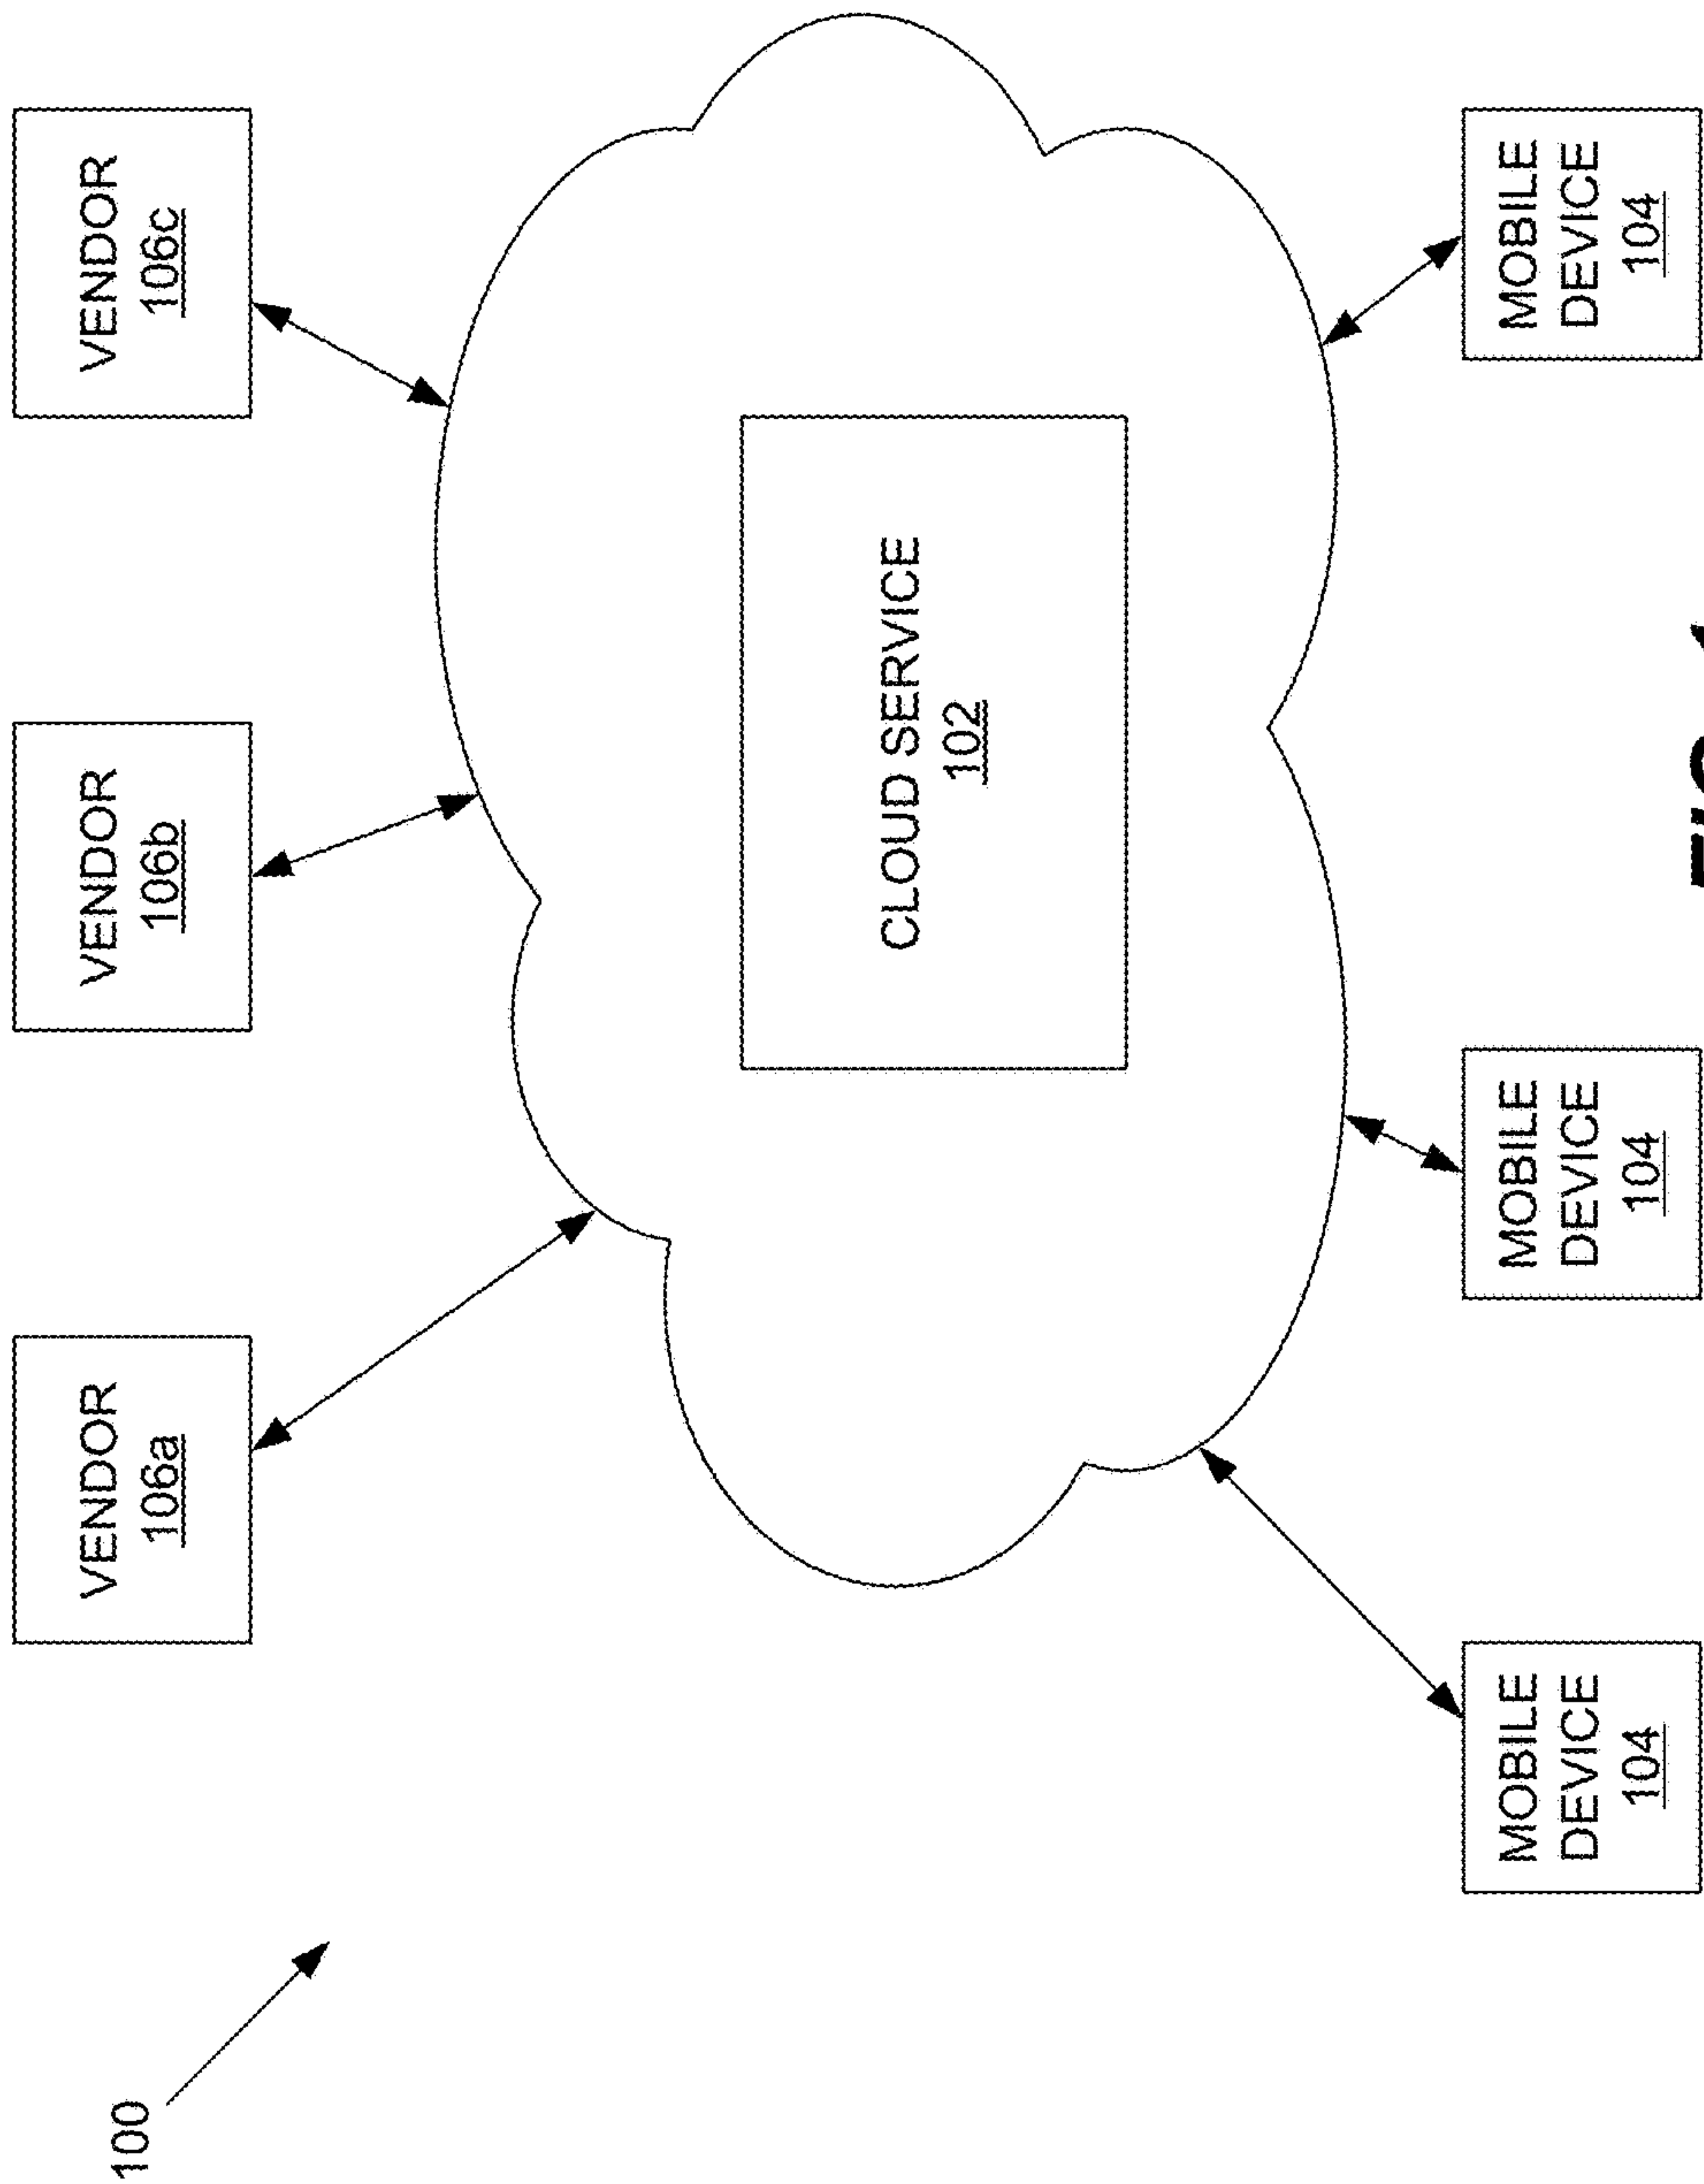 100
VENDOR
106a
VENDOR
106b
VENDOR
106c
CLOUD SERVICE
102
MOBILE
DEVICE
104
MOBILE
DEVICE
104
MOBILE
DEVICE
104